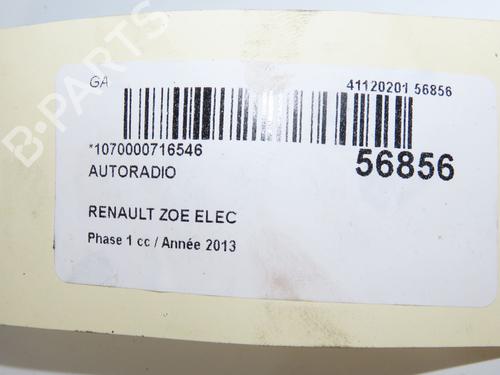 B-PARTS
GA
41120201 56856
*1070000716546
56856
AUTORADIO
RENAULT ZOE ELEC
Phase 1 cc / Année 2013